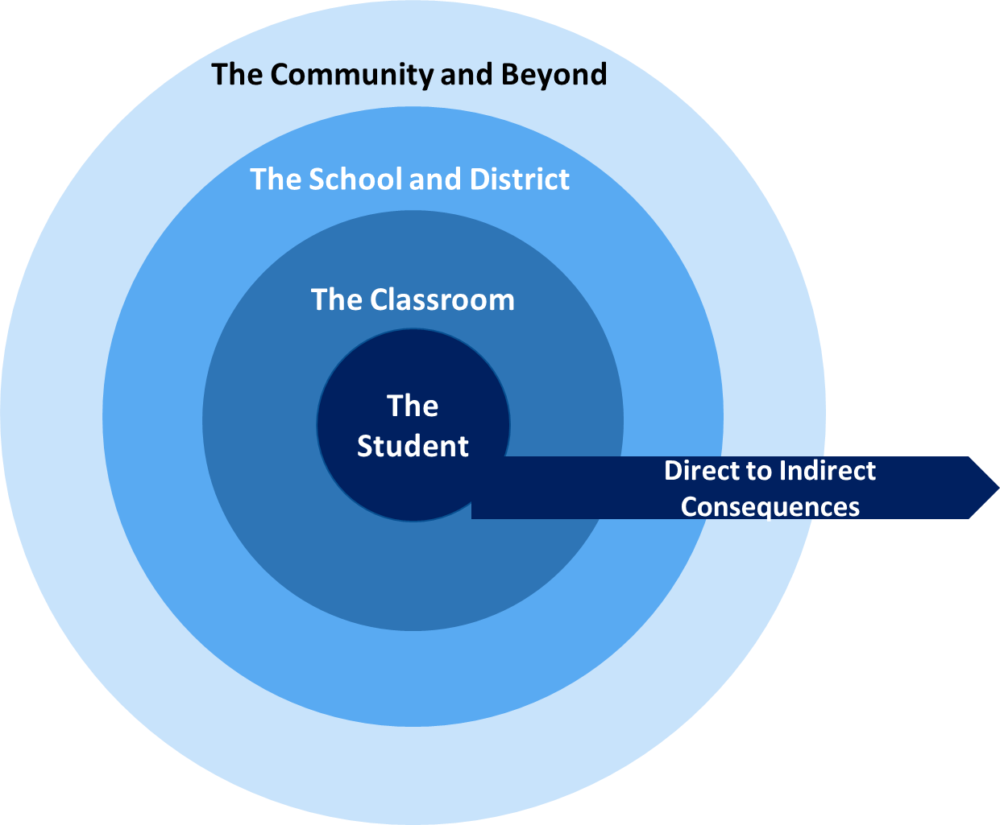 The Community and Beyond
The School and District
The Classroom
The
Student
Direct to Indirect
Consequences